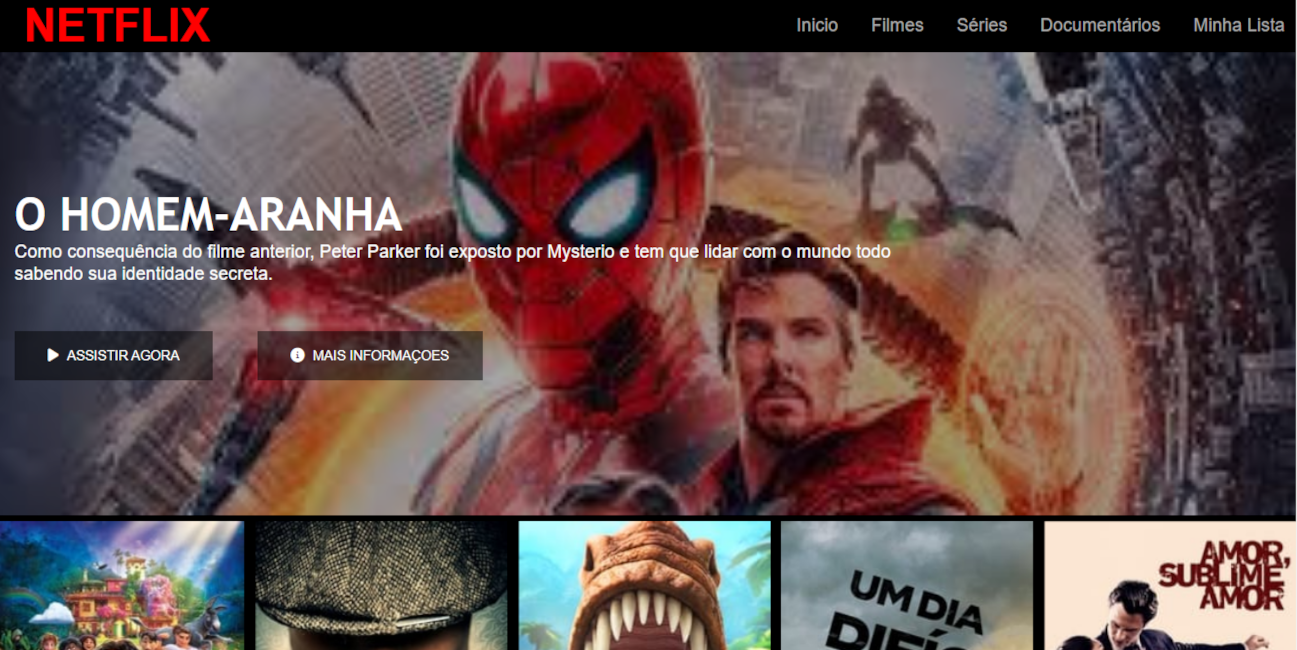 NETFLIX
Inicio Filmes Séries Documentários Minha Lista
O HOMEM-ARANHA
Como consequência do filme anterior, Peter Parker foi exposto por Mysterio e tem que lidar com o mundo todo
sabendo sua identidade secreta.
ASSISTIR AGORA MAIS INFORMAÇOES
UM DIA
AMOR,
SUBLIME
AMOR